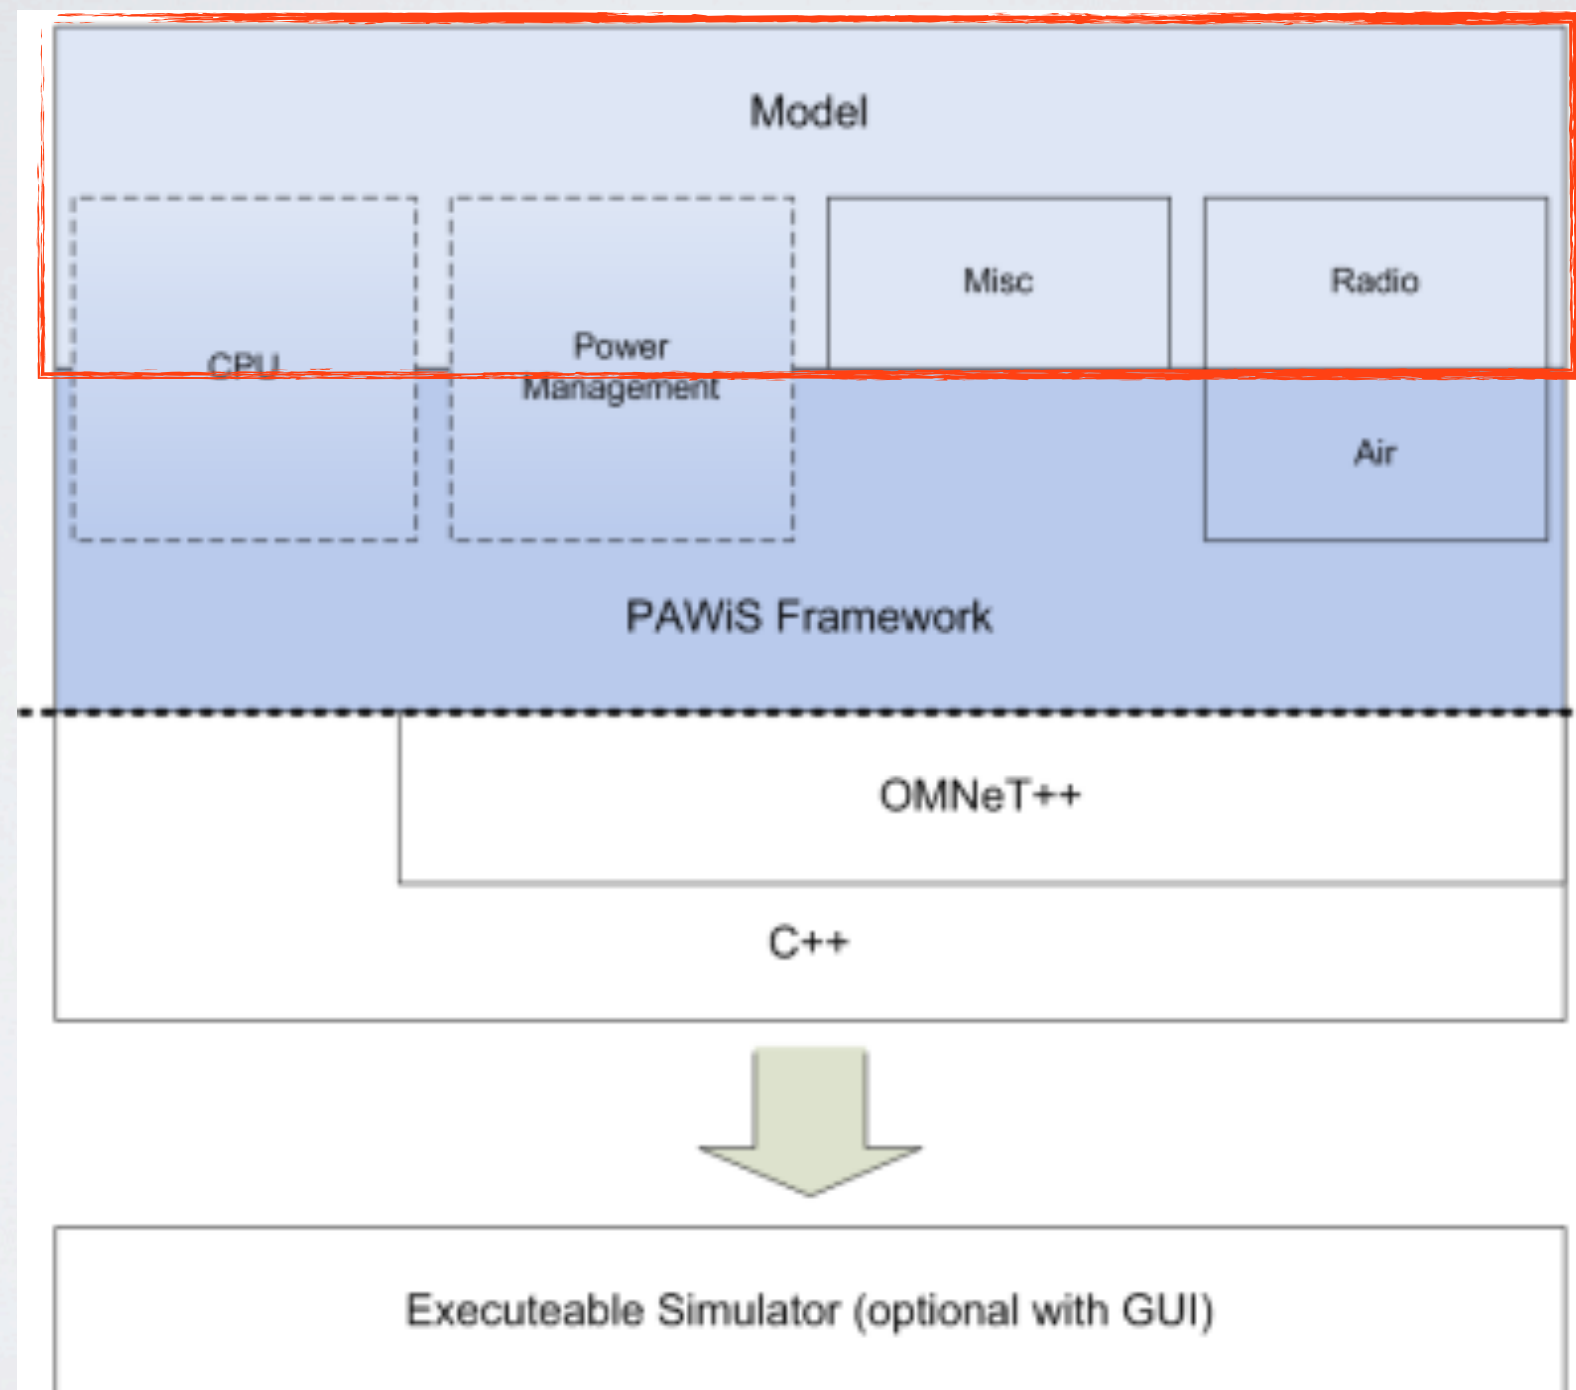 Model
Misc
Radio
CPU
Power
Management
Air
PAWiS Framework
OMNeT++
C++
Executeable Simulator (optional with GUI)